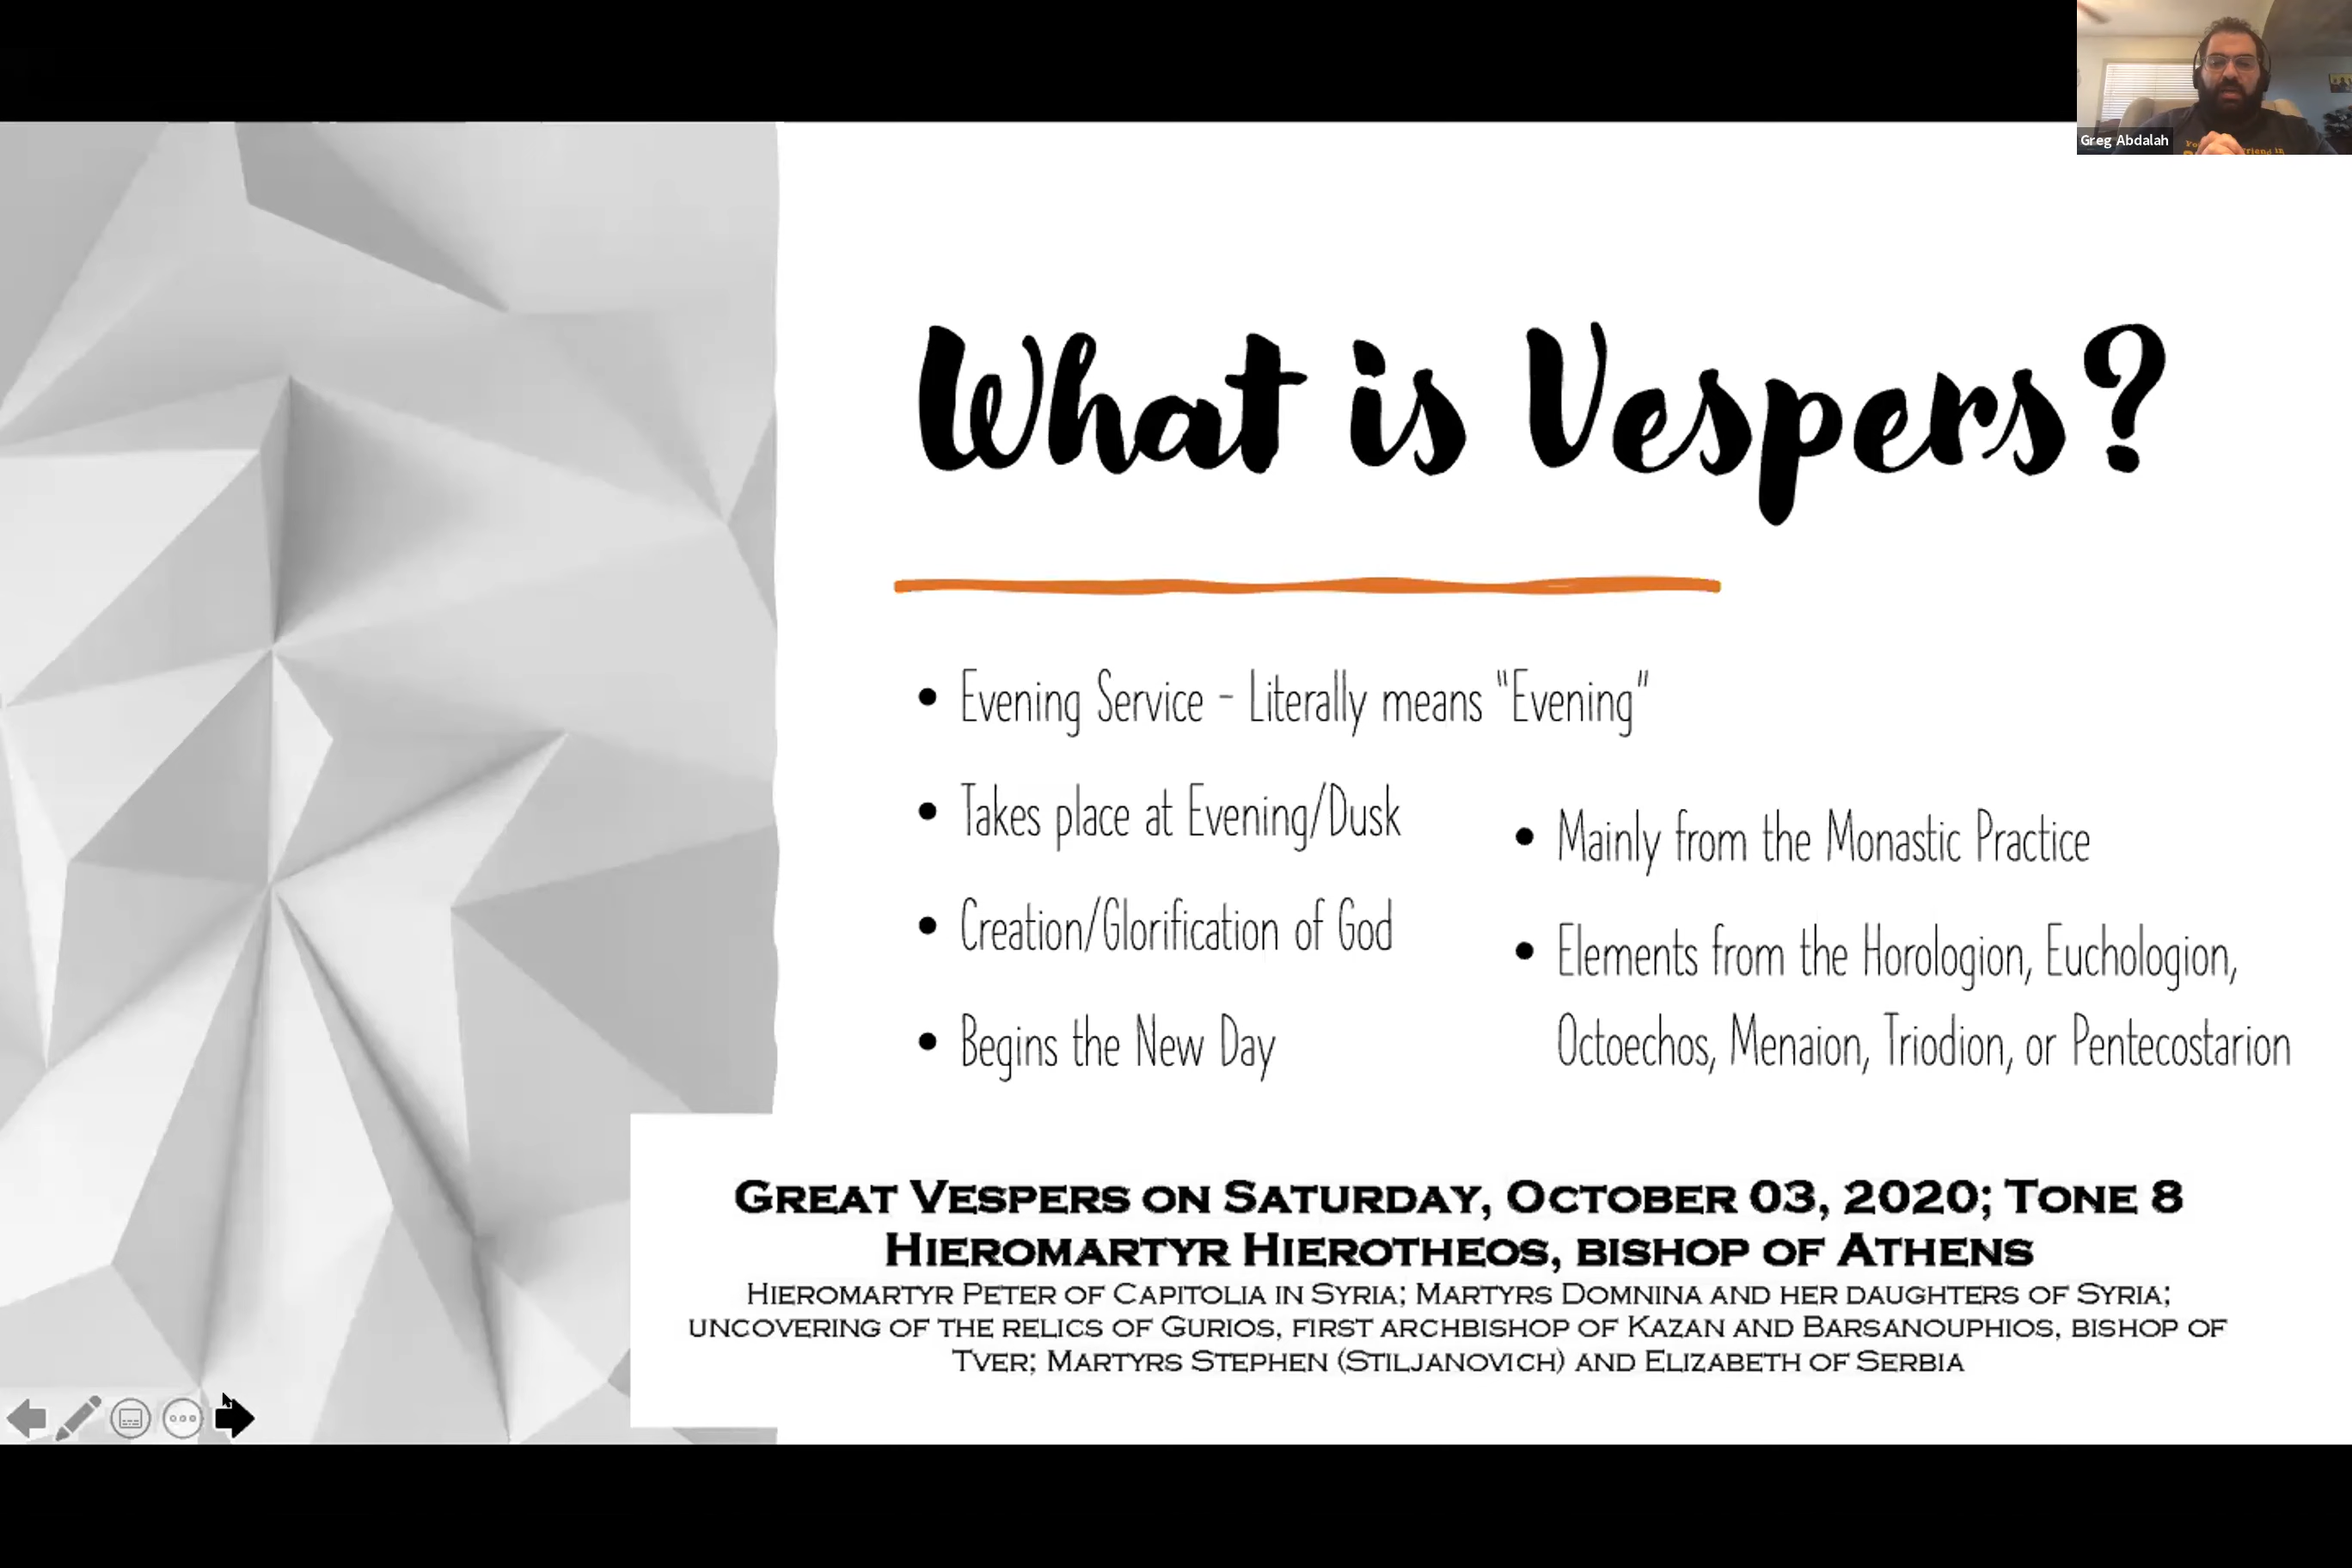 Greg Abdalah
What is Vespers?
• Evening Service - Literally means "Evening"
• Takes place at Evening/Dusk
• Creation/Glorification of God
• Begins the New Day
• Mainly from the Monastic Practice
• Elements from the Horologion, Euchologion,
Octoechos, Menaion, Triodion, or Pentecostarion
GREAT VESPERS ON SATURDAY, OCTOBER 03, 2020; TONE 8
HIEROMARTYR HIEROTHEOS, BISHOP OF ATHENS
HIEROMARTYR PETER OF CAPITOLIA IN SYRIA; MARTYRS DOMNINA AND HER DAUGHTERS OF SYRIA;
UNCOVERING OF THE RELICS OF GURIOS, FIRST ARCHBISHOP OF KAZAN AND BARSANOUPHIOS, BISHOP OF
TVER; MARTYRS STEPHEN (STILJANOVICH) AND ELIZABETH OF SERBIA